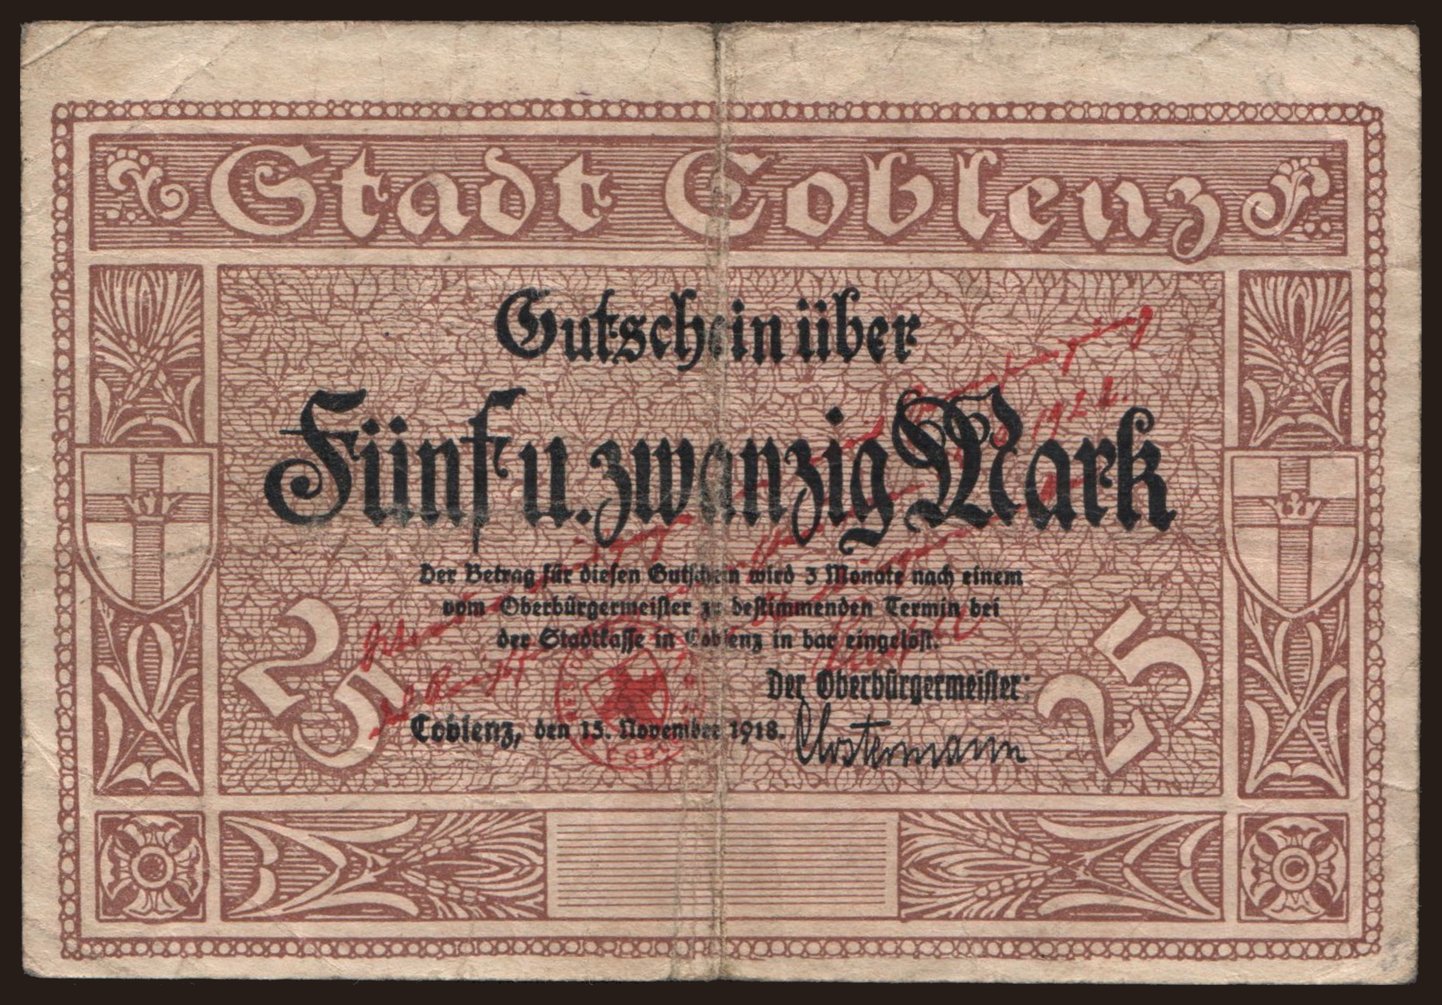 Stadt Coblenz
Gutschein über
Fünf u. zwanzig Mark
Der Betrag für diesen Gutschein wird 3 Monate nach einem
vom Oberbürgermeister zu bestimmenden Termin bei
der Stadtkasse in Coblenz in bar eingelöst.
25
25
Der Oberbürgermeister:
Coblenz, den 15. November 1918.
Clostermann